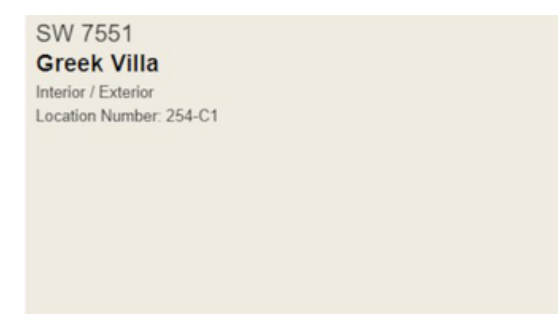 SW 7551
Greek Villa
Interior / Exterior
Location Number: 254-C1